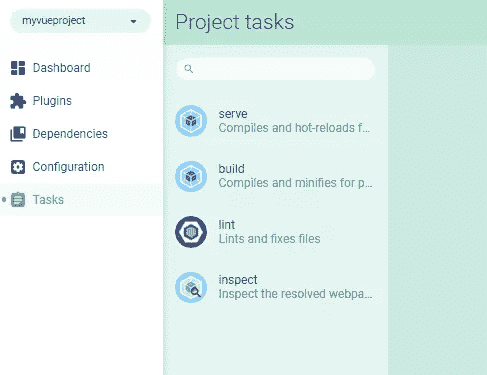 myvueproject
Project tasks
Dashboard
Plugins
Dependencies
Configuration
Tasks
serve
Compiles and hot-reloads f...
build
Compiles and minifies for p...
lint
Lints and fixes files
inspect
Inspect the resolved webpa...